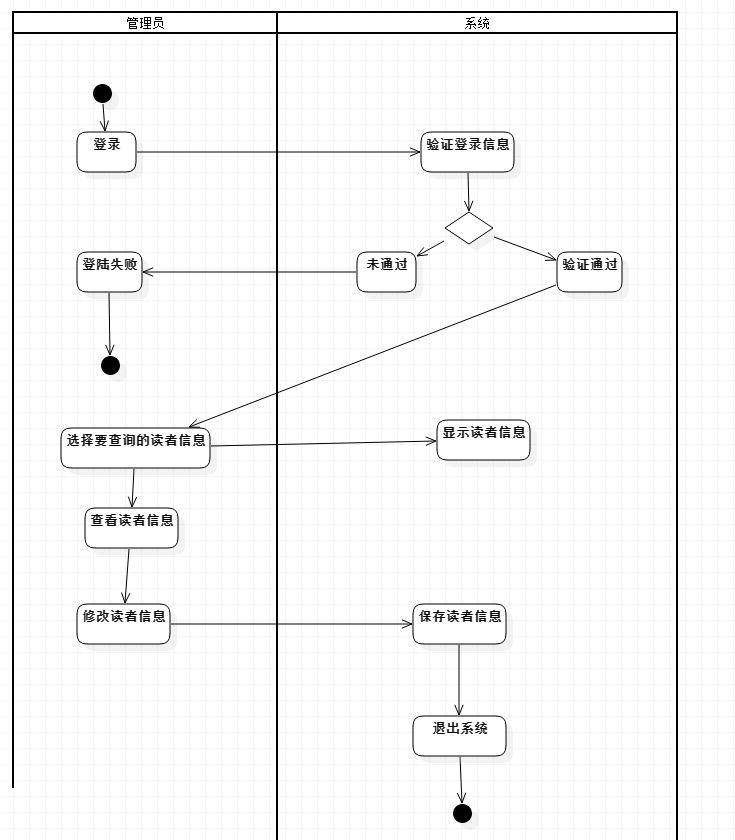 管理员
系统
登录
验证登录信息
登陆失败
未通过
验证通过
选择要查询的读者信息
显示读者信息
查看读者信息
修改读者信息
保存读者信息
退出系统